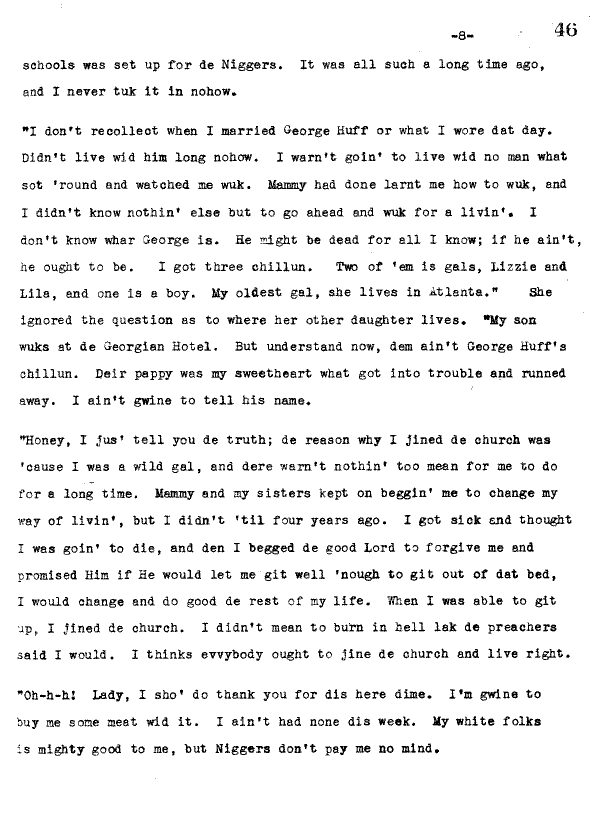 -8- 46
schools was set up for de Niggers. It was all such a long time ago,
and I never tuk it in nohow.
"I don't recollect when I married George Huff or what I wore dat day.
Didn't live wid him long nohow. I warn't goin' to live wid no man what
sot 'round and watched me wuk. Mammy had done larnt me how to wuk, and
I didn't know nothin' else but to go ahead and wuk for a livin'. I
don't know whar George is. He might be dead for all I know; if he ain't,
he ought to be. I got three chillun. Two of 'em is gals, Lizzie and
Lila, and one is a boy. My oldest gal, she lives in Atlanta." She
ignored the question as to where her other daughter lives. "My son
wuks at de Georgian Hotel. But understand now, dem ain't George Huff's
chillun. Deir pappy was my sweetheart what got into trouble and runned
away. I ain't gwine to tell his name.
"Honey, I jus' tell you de truth; de reason why I jined de church was
'cause I was a wild gal, and dere warn't nothin' too mean for me to do
for a long time. Mammy and my sisters kept on beggin' me to change my
way of livin', but I didn't 'til four years ago. I got sick and thought
I was goin' to die, and den I begged de good Lord to forgive me and
promised Him if He would let me git well 'nough to git out of dat bed,
I would change and do good de rest of my life. When I was able to git
up, I jined de church. I didn't mean to burn in hell lak de preachers
said I would. I thinks evvybody ought to jine de church and live right.
"Oh-h-h! Lady, I sho' do thank you for dis here dime. I'm gwine to
buy me some meat wid it. I ain't had none dis week. My white folks
is mighty good to me, but Niggers don't pay me no mind.